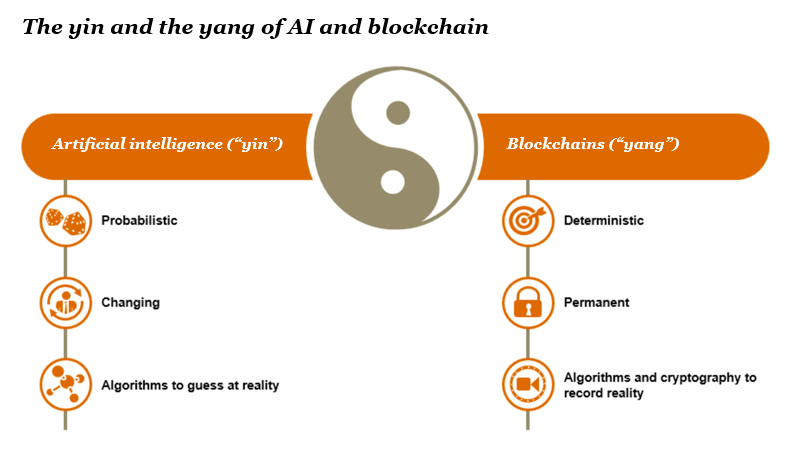 The yin and the yang of AI and blockchain
Artificial intelligence (“yin”)
Blockchains (“yang”)
Probabilistic
Deterministic
Changing
Permanent
Algorithms to guess at reality
Algorithms and cryptography to
record reality